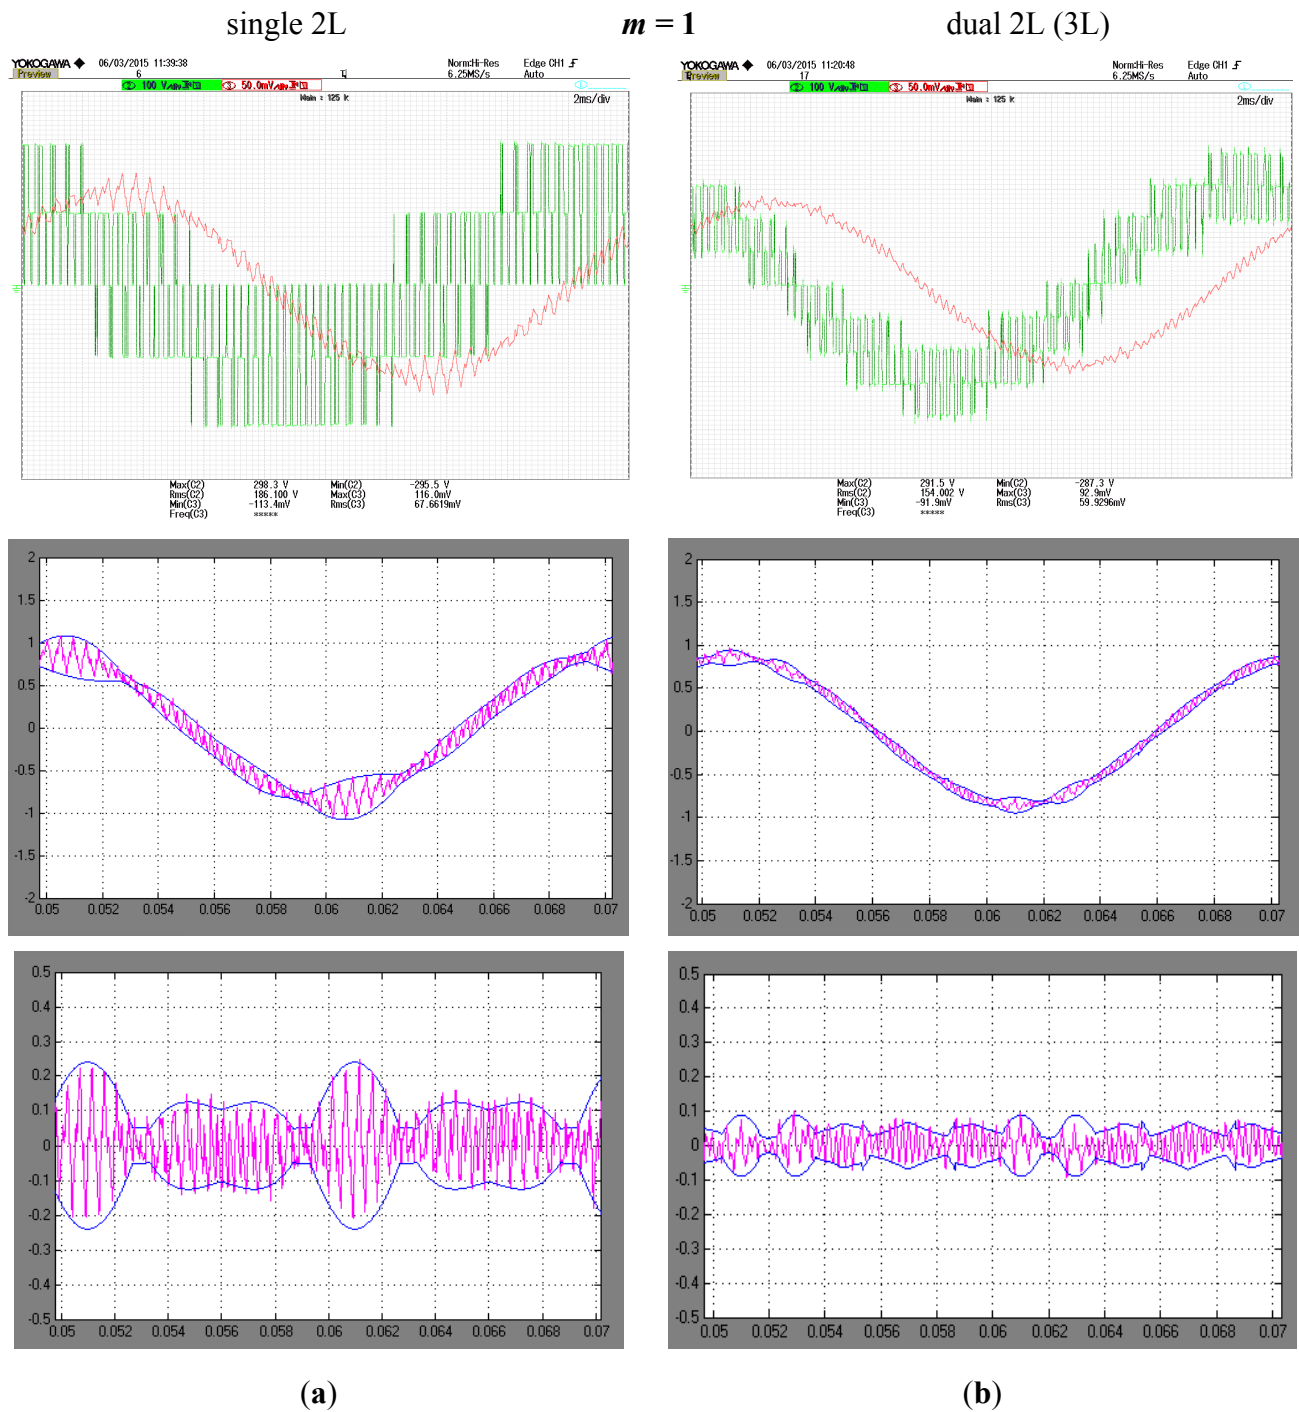 single 2L m = 1 dual 2L (3L)
YOKOGAWA ◆ 06/03/2015 11:39:38 Norm:Hi-Res Edge CH1
Preview 6 6.25MS/s Auto
100 V/div 50.0mV/div
Main : 125 k 2ms/div
Max(C2) 298.3 V Min(C2) -295.5 V
Rms(C2) 186.100 V Max(C3) 116.0mV
Min(C3) -113.4mV Rms(C3) 67.6619mV
Freq(C3) *****
YOKOGAWA ◆ 06/03/2015 11:20:48 Norm:Hi-Res Edge CH1
Preview 17 6.25MS/s Auto
100 V/div 50.0mV/div
Main : 125 k 2ms/div
Max(C2) 291.5 V Min(C2) -287.3 V
Rms(C2) 154.002 V Max(C3) 92.9mV
Min(C3) -91.9mV Rms(C3) 59.9296mV
Freq(C3) *****
2
1.5
1
0.5
0
-0.5
-1
-1.5
-2
0.05 0.052 0.054 0.056 0.058 0.06 0.062 0.064 0.066 0.068 0.07
2
1.5
1
0.5
0
-0.5
-1
-1.5
-2
0.05 0.052 0.054 0.056 0.058 0.06 0.062 0.064 0.066 0.068 0.07
0.5
0.4
0.3
0.2
0.1
0
-0.1
-0.2
-0.3
-0.4
-0.5
0.05 0.052 0.054 0.056 0.058 0.06 0.062 0.064 0.066 0.068 0.07
0.5
0.4
0.3
0.2
0.1
0
-0.1
-0.2
-0.3
-0.4
-0.5
0.05 0.052 0.054 0.056 0.058 0.06 0.062 0.064 0.066 0.068 0.07
(a) (b)